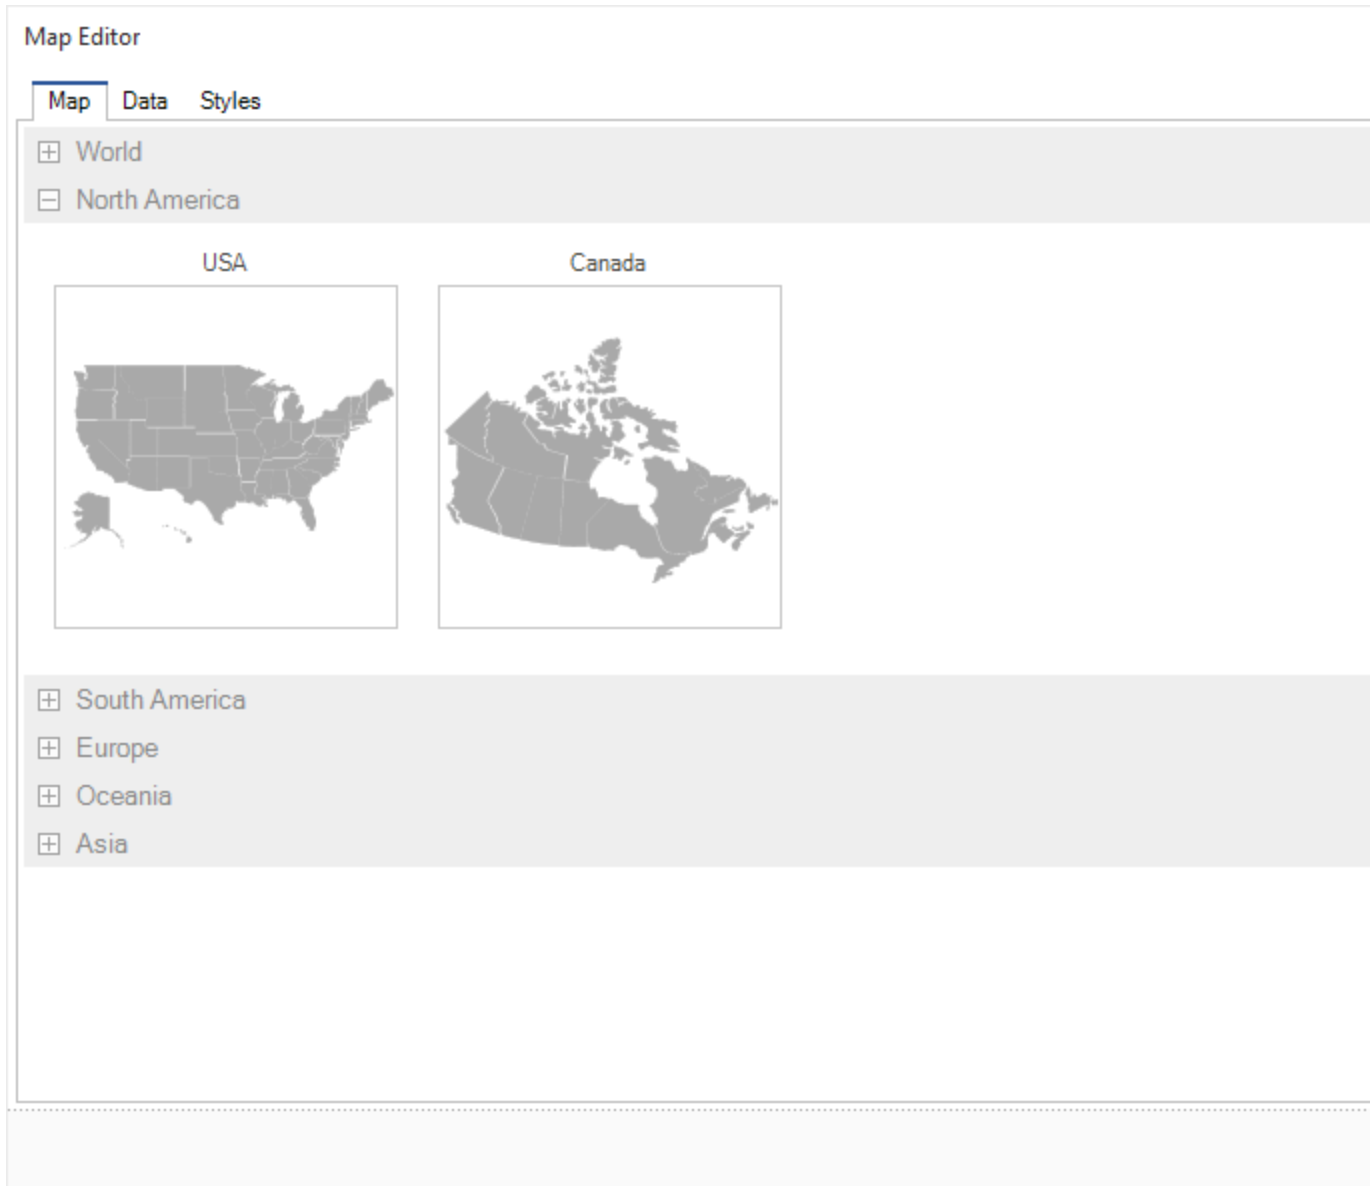 Map Editor
Map Data Styles
World
North America
USA Canada
South America
Europe
Oceania
Asia